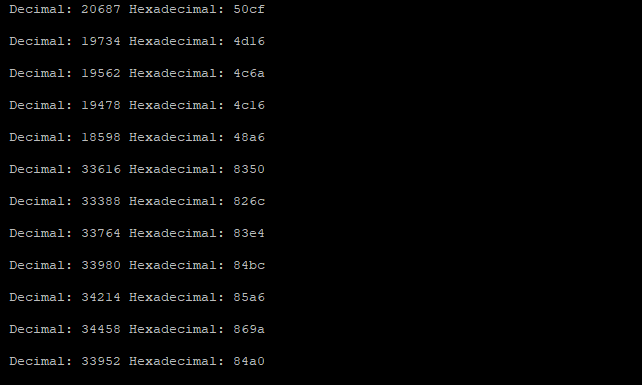 Decimal: 20687 Hexadecimal: 50cf
Decimal: 19734 Hexadecimal: 4d16
Decimal: 19562 Hexadecimal: 4c6a
Decimal: 19478 Hexadecimal: 4c16
Decimal: 18598 Hexadecimal: 48a6
Decimal: 33616 Hexadecimal: 8350
Decimal: 33388 Hexadecimal: 826c
Decimal: 33764 Hexadecimal: 83e4
Decimal: 33980 Hexadecimal: 84bc
Decimal: 34214 Hexadecimal: 85a6
Decimal: 34458 Hexadecimal: 869a
Decimal: 33952 Hexadecimal: 84a0